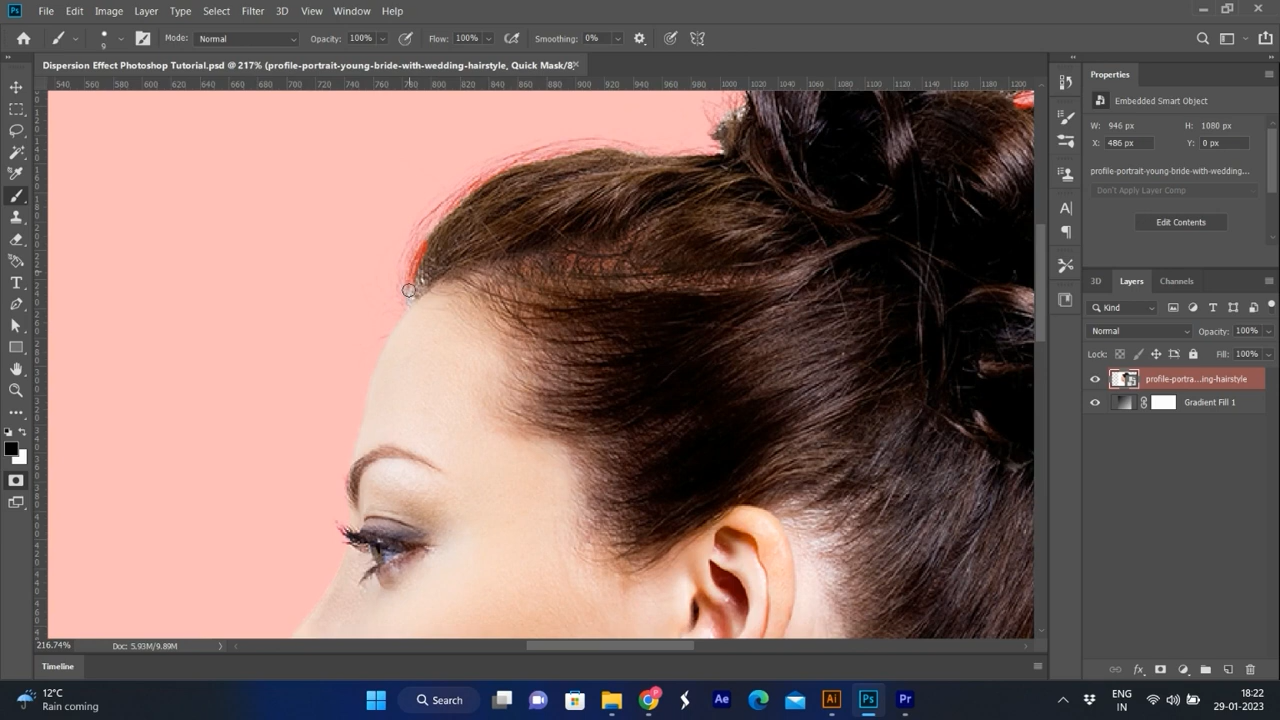 Ps File Edit Image Layer Type Select Filter 3D View Window Help
9 Mode: Normal Opacity: 100% Flow: 100% Smoothing: 0%
Dispersion Effect Photoshop Tutorial.psd @ 217% (profile-portrait-young-bride-with-wedding-hairstyle, Quick Mask/8)
540 560 580 600 620 640 660 680 700 720 740 760 780 800 820 840 860 880 900 920 940 960 980 1000 1020 1040 1060 1080 1100 1120 1140 1160 1180 1200
Properties
Embedded Smart Object
W: 946 px H: 1080 px
X: 486 px Y: 0 px
profile-portrait-young-bride-with-wedding...
Don't Apply Layer Comp
Edit Contents
3D Layers Channels
Kind
Normal Opacity: 100%
Lock: Fill: 100%
profile-portra...ing-hairstyle
Gradient Fill 1
216.74% Doc: 5.93M/9.89M
Timeline
12°C
Rain coming
Search
Ae Ai Ps Pr
ENG
IN
18:22
29-01-2023